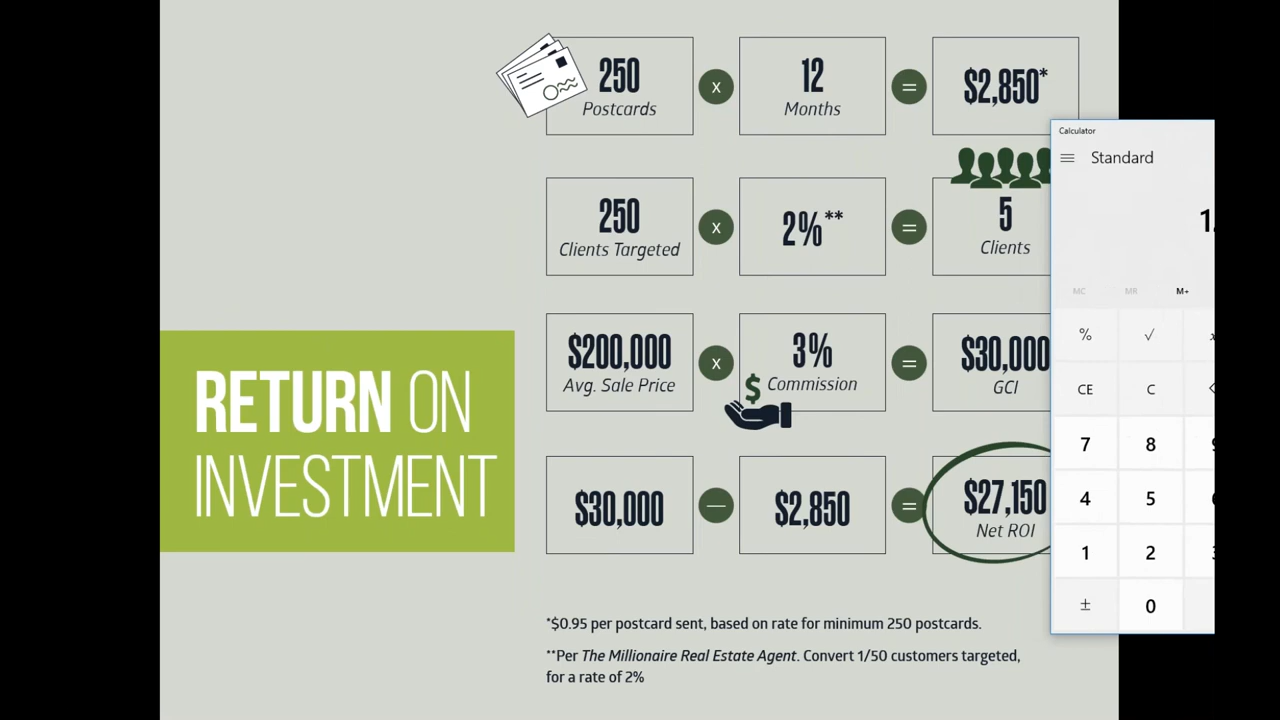 250
Postcards
x
12
Months
=
$2,850*
250
Clients Targeted
x
2%**
=
5
Clients
$200,000
Avg. Sale Price
x
$
3%
Commission
=
$30,000
GCI
RETURN ON
INVESTMENT
$30,000
—
$2,850
=
$27,150
Net ROI
*$0.95 per postcard sent, based on rate for minimum 250 postcards.
**Per The Millionaire Real Estate Agent. Convert 1/50 customers targeted,
for a rate of 2%
Calculator
Standard
MC MR M+
% √
CE C
7 8
4 5
1 2
± 0